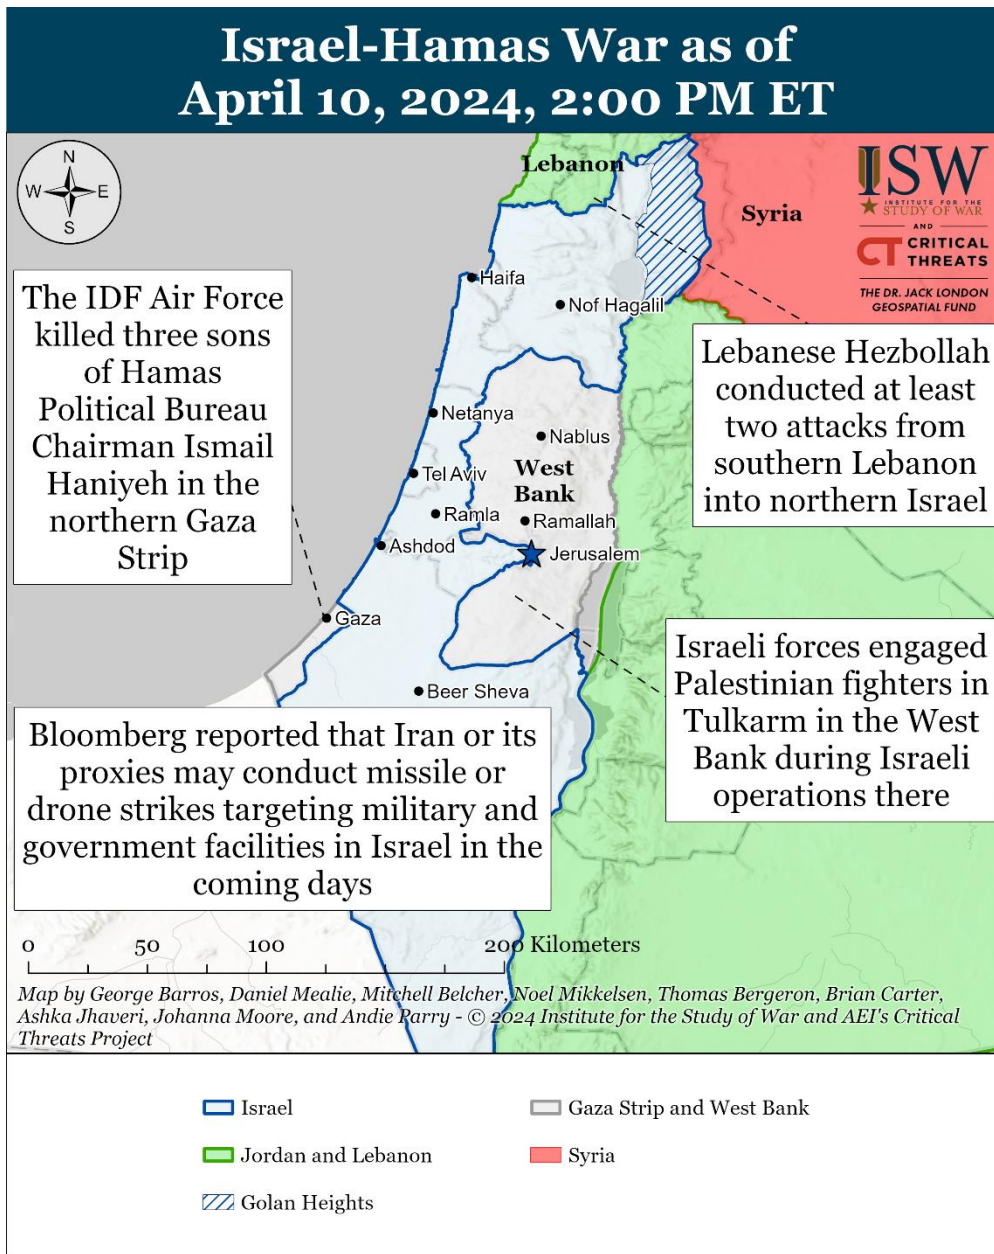 Israel-Hamas War as of
April 10, 2024, 2:00 PM ET
N
W
E
S
Lebanon
Syria
ISW
INSTITUTE FOR THE
STUDY OF WAR
AND
CT CRITICAL
THREATS
THE DR. JACK LONDON
GEOSPATIAL FUND
The IDF Air Force
killed three sons
of Hamas
Political Bureau
Chairman Ismail
Haniyeh in the
northern Gaza
Strip
Haifa
Nof Hagalil
Lebanese Hezbollah
conducted at least
two attacks from
southern Lebanon
into northern Israel
Netanya
Nablus
West
Bank
Tel Aviv
Ramla
Ramallah
Ashdod
Jerusalem
Gaza
Beer Sheva
Israeli forces engaged
Palestinian fighters in
Tulkarm in the West
Bank during Israeli
operations there
Bloomberg reported that Iran or its
proxies may conduct missile or
drone strikes targeting military and
government facilities in Israel in the
coming days
0 50 100 200 Kilometers
Map by George Barros, Daniel Mealie, Mitchell Belcher, Noel Mikkelsen, Thomas Bergeron, Brian Carter,
Ashka Jhaveri, Johanna Moore, and Andie Parry - © 2024 Institute for the Study of War and AEI's Critical
Threats Project
Israel
Gaza Strip and West Bank
Jordan and Lebanon
Syria
Golan Heights